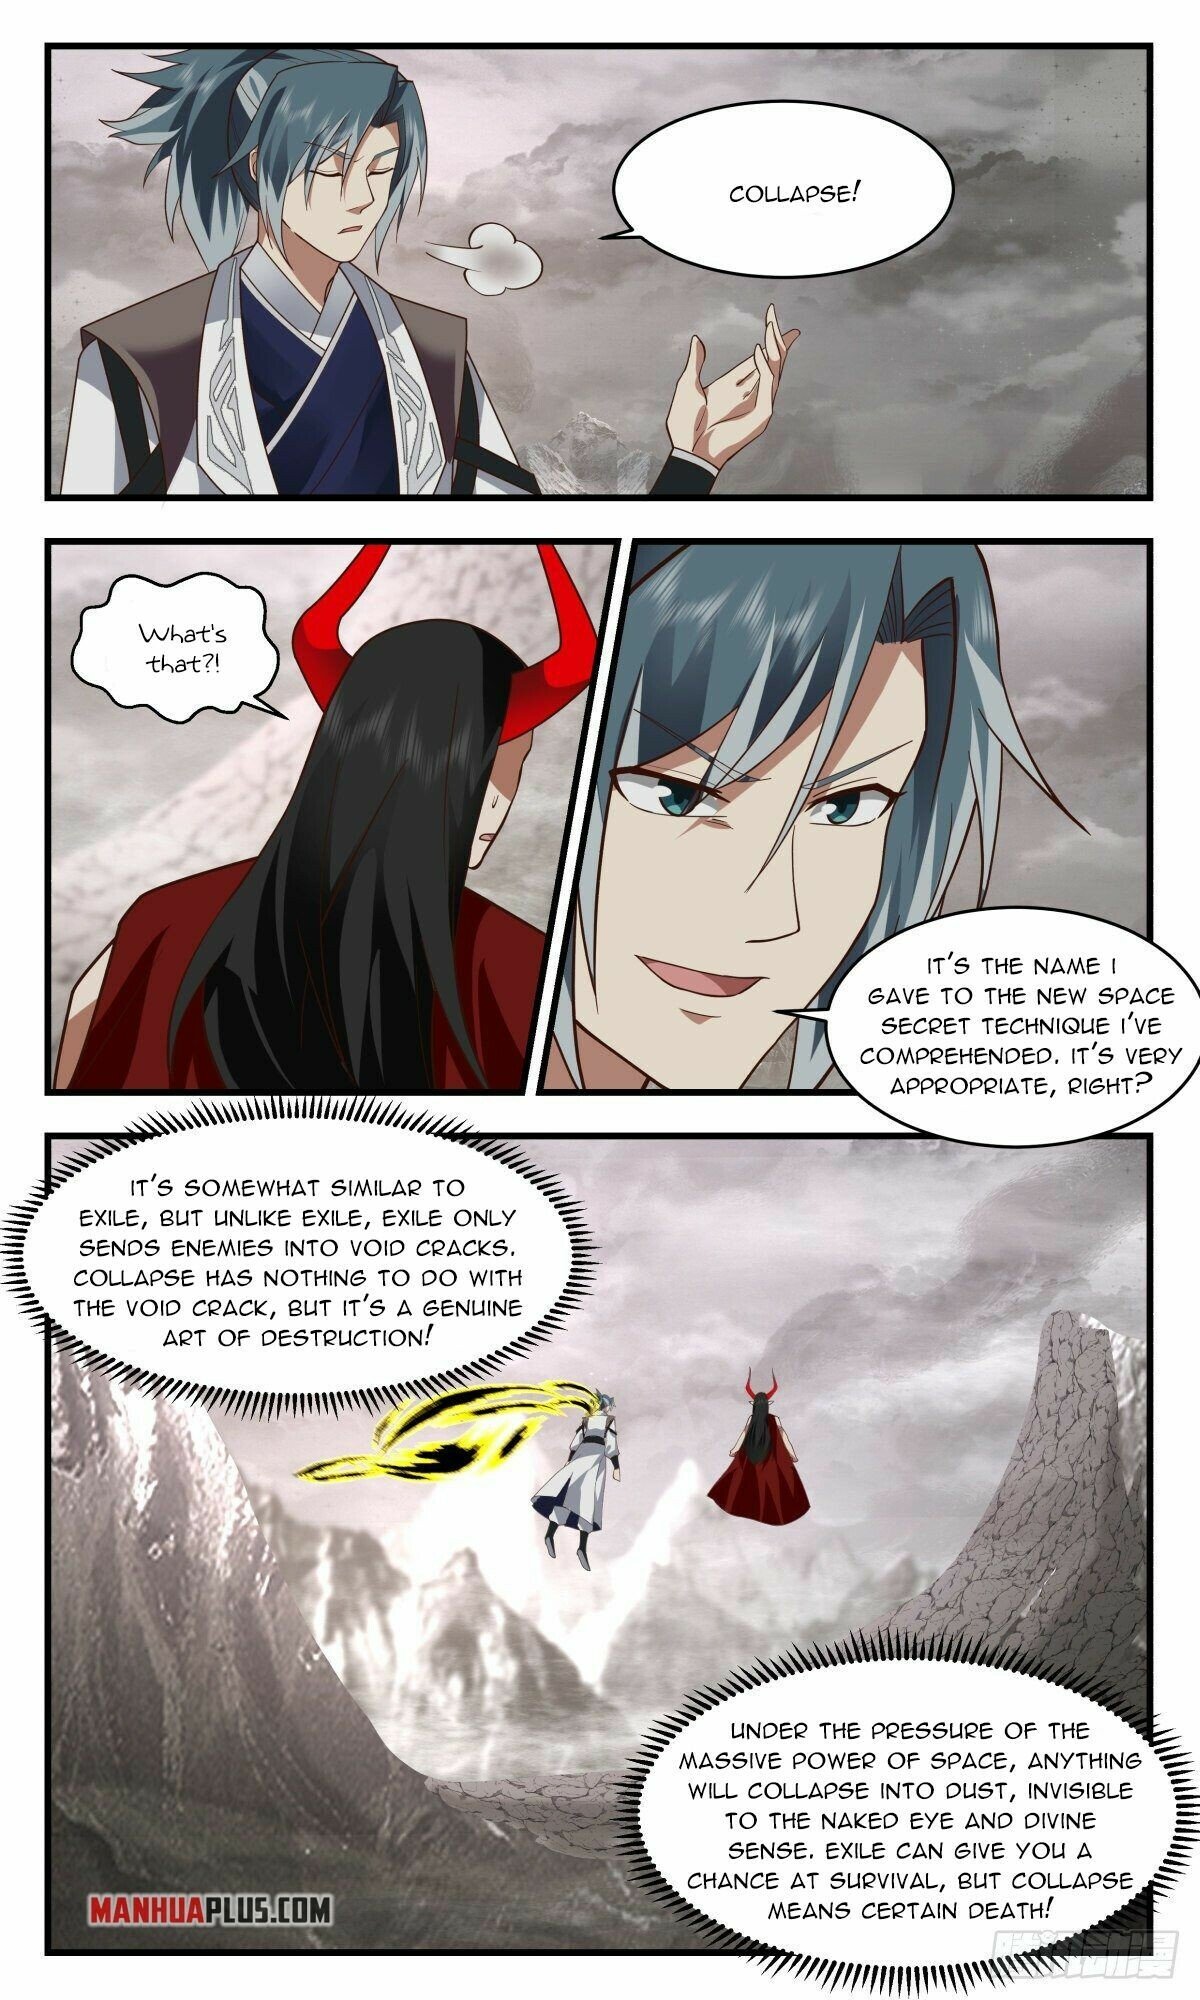 COLLAPSE!
What's
that?!
IT'S THE NAME I
GAVE TO THE NEW SPACE
SECRET TECHNIQUE I'VE
COMPREHENDED. IT'S VERY
APPROPRIATE, RIGHT?
IT'S SOMEWHAT SIMILAR TO
EXILE, BUT UNLIKE EXILE, EXILE ONLY
SENDS ENEMIES INTO VOID CRACKS.
COLLAPSE HAS NOTHING TO DO WITH
THE VOID CRACK, BUT IT'S A GENUINE
ART OF DESTRUCTION!
UNDER THE PRESSURE OF THE
MASSIVE POWER OF SPACE, ANYTHING
WILL COLLAPSE INTO DUST, INVISIBLE
TO THE NAKED EYE AND DIVINE
SENSE. EXILE CAN GIVE YOU A
CHANCE AT SURVIVAL, BUT COLLAPSE
MEANS CERTAIN DEATH!
MANHUAPLUS.COM
腾讯动漫